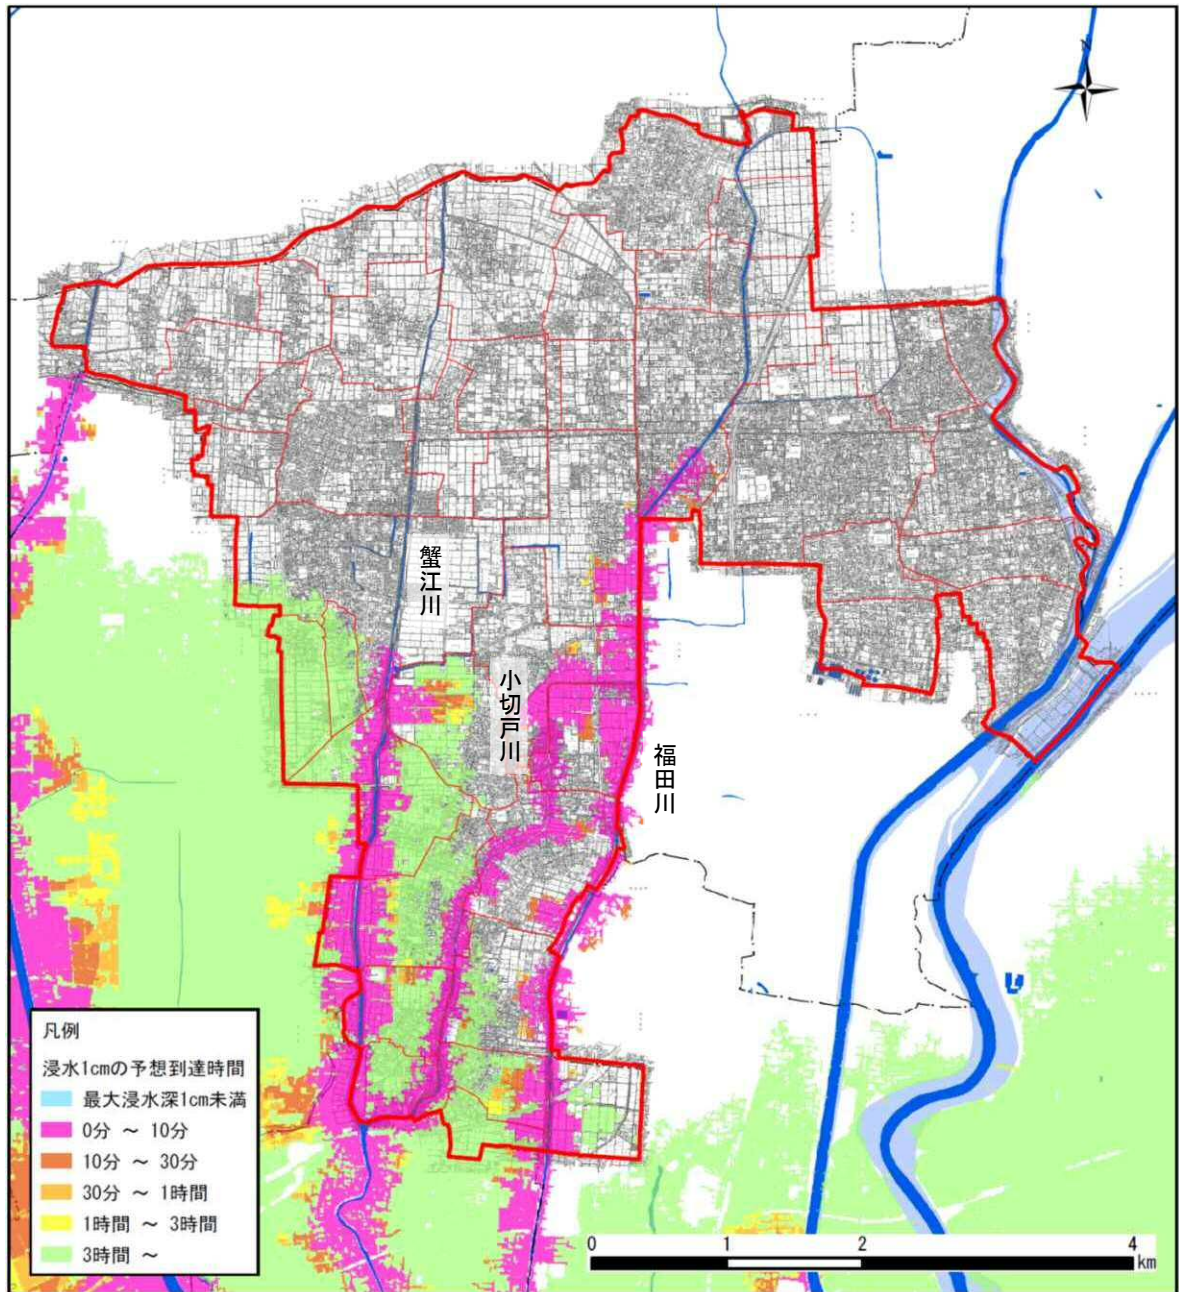 蟹江川
小切戸川
福田川
凡例
浸水1cmの予想到達時間
最大浸水深1cm未満
0分 ~ 10分
10分 ~ 30分
30分 ~ 1時間
1時間 ~ 3時間
3時間 ~
0 1 2 4
km